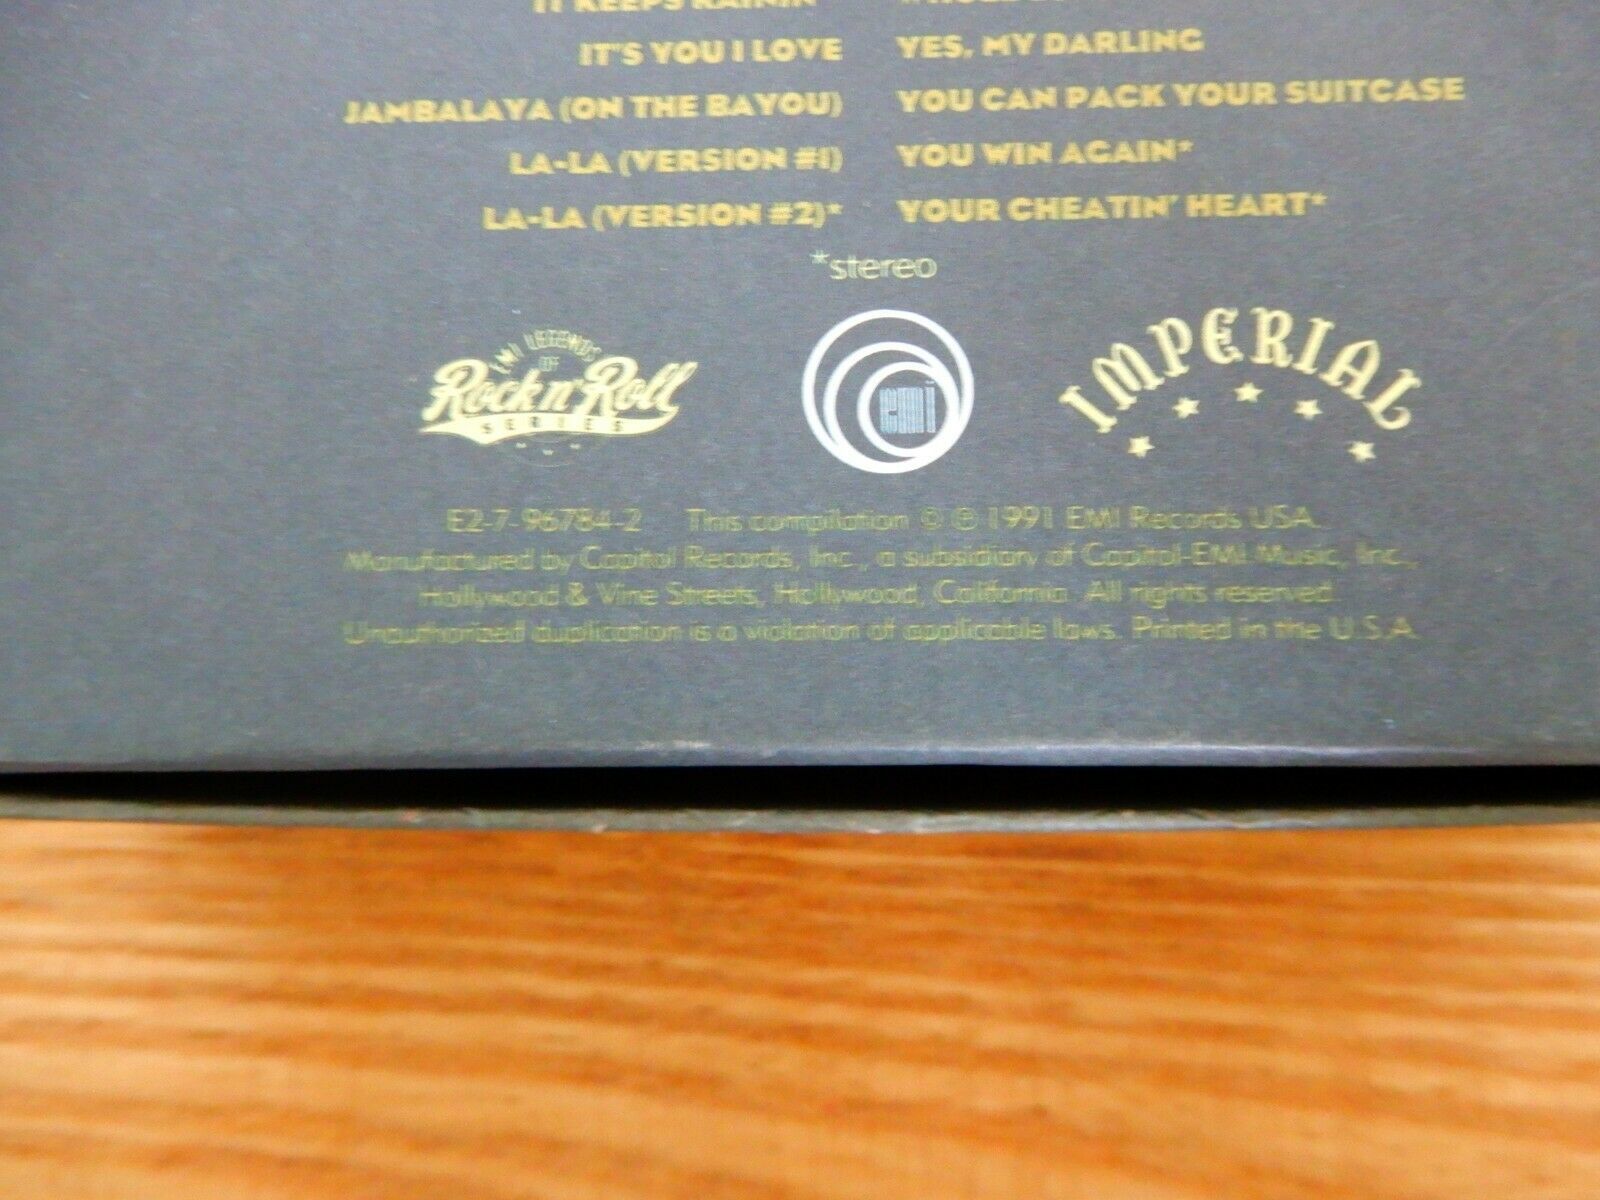 IT KEEPS RAININ'
IT'S YOU I LOVE
YES, MY DARLING
JAMBALAYA (ON THE BAYOU)
YOU CAN PACK YOUR SUITCASE
LA-LA (VERSION #1)
YOU WIN AGAIN*
LA-LA (VERSION #2)*
YOUR CHEATIN' HEART*
*stereo
EMI LEGENDS
OF
Rock n' Roll
SERIES
emi
IMPERIAL
E2-7-96784-2 This compilation © ℗ 1991 EMI Records USA.
Manufactured by Capitol Records, Inc., a subsidiary of Capitol-EMI Music, Inc.,
Hollywood & Vine Streets, Hollywood, California. All rights reserved.
Unauthorized duplication is a violation of applicable laws. Printed in the U.S.A.